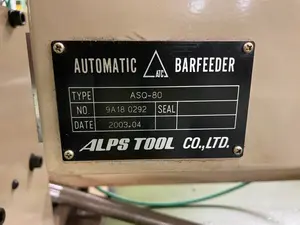 AUTOMATIC ATC BARFEEDER
TYPE ASQ-80
NO 9A18 0292 SEAL
DATE 2003.04
ALPS TOOL CO.,LTD.